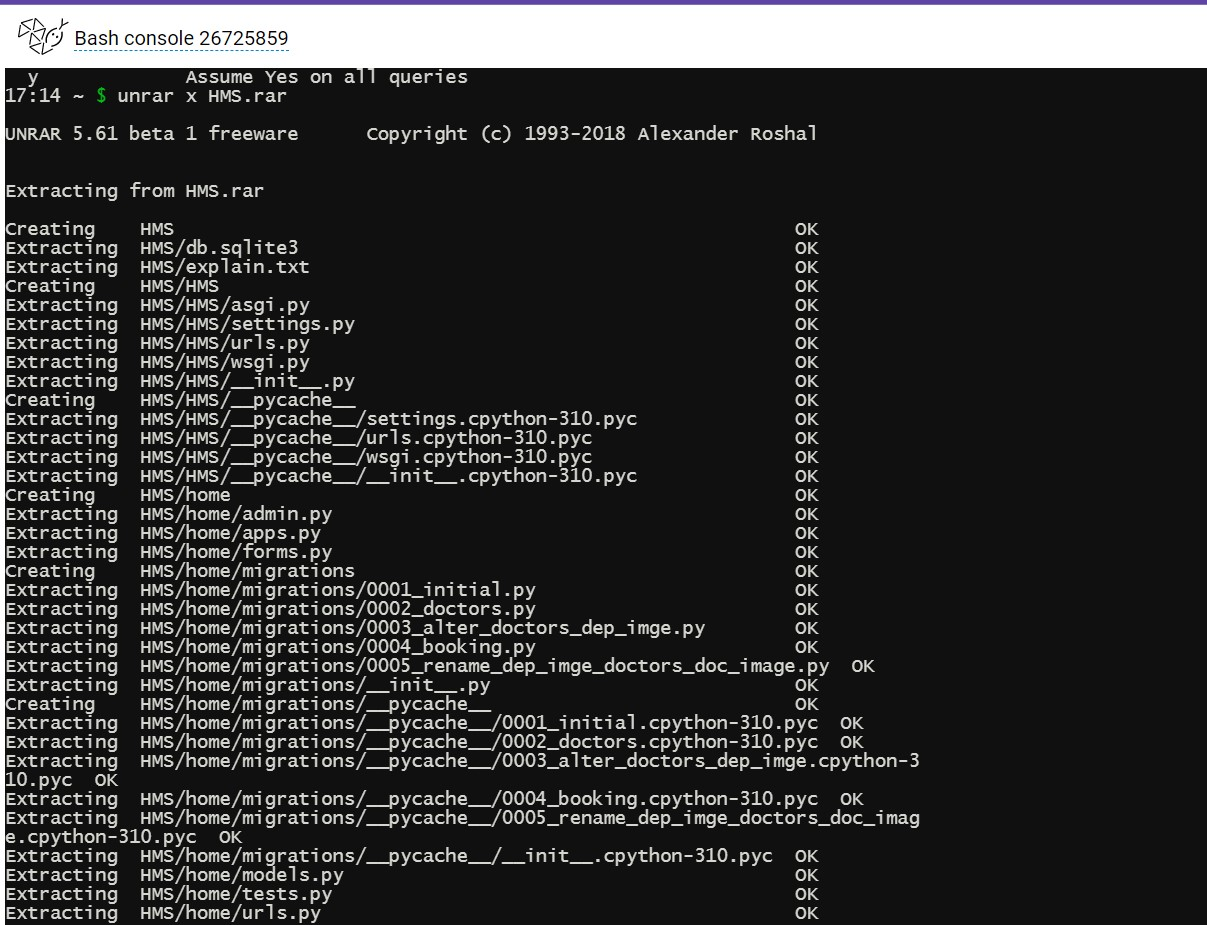 Bash console 26725859
y Assume Yes on all queries
17:14 ~ $ unrar x HMS.rar
UNRAR 5.61 beta 1 freeware Copyright (c) 1993-2018 Alexander Roshal
Extracting from HMS.rar
Creating HMS OK
Extracting HMS/db.sqlite3 OK
Extracting HMS/explain.txt OK
Creating HMS/HMS OK
Extracting HMS/HMS/asgi.py OK
Extracting HMS/HMS/settings.py OK
Extracting HMS/HMS/urls.py OK
Extracting HMS/HMS/wsgi.py OK
Extracting HMS/HMS/__init__.py OK
Creating HMS/HMS/__pycache__ OK
Extracting HMS/HMS/__pycache__/settings.cpython-310.pyc OK
Extracting HMS/HMS/__pycache__/urls.cpython-310.pyc OK
Extracting HMS/HMS/__pycache__/wsgi.cpython-310.pyc OK
Extracting HMS/HMS/__pycache__/__init__.cpython-310.pyc OK
Creating HMS/home OK
Extracting HMS/home/admin.py OK
Extracting HMS/home/apps.py OK
Extracting HMS/home/forms.py OK
Creating HMS/home/migrations OK
Extracting HMS/home/migrations/0001_initial.py OK
Extracting HMS/home/migrations/0002_doctors.py OK
Extracting HMS/home/migrations/0003_alter_doctors_dep_imge.py OK
Extracting HMS/home/migrations/0004_booking.py OK
Extracting HMS/home/migrations/0005_rename_dep_imge_doctors_doc_image.py OK
Extracting HMS/home/migrations/__init__.py OK
Creating HMS/home/migrations/__pycache__ OK
Extracting HMS/home/migrations/__pycache__/0001_initial.cpython-310.pyc OK
Extracting HMS/home/migrations/__pycache__/0002_doctors.cpython-310.pyc OK
Extracting HMS/home/migrations/__pycache__/0003_alter_doctors_dep_imge.cpython-3
10.pyc OK
Extracting HMS/home/migrations/__pycache__/0004_booking.cpython-310.pyc OK
Extracting HMS/home/migrations/__pycache__/0005_rename_dep_imge_doctors_doc_imag
e.cpython-310.pyc OK
Extracting HMS/home/migrations/__pycache__/__init__.cpython-310.pyc OK
Extracting HMS/home/models.py OK
Extracting HMS/home/tests.py OK
Extracting HMS/home/urls.py OK